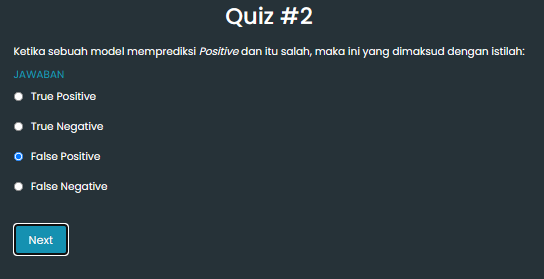 Quiz #2
Ketika sebuah model memprediksi Positive dan itu salah, maka ini yang dimaksud dengan istilah:
JAWABAN
True Positive
True Negative
False Positive
False Negative
Next